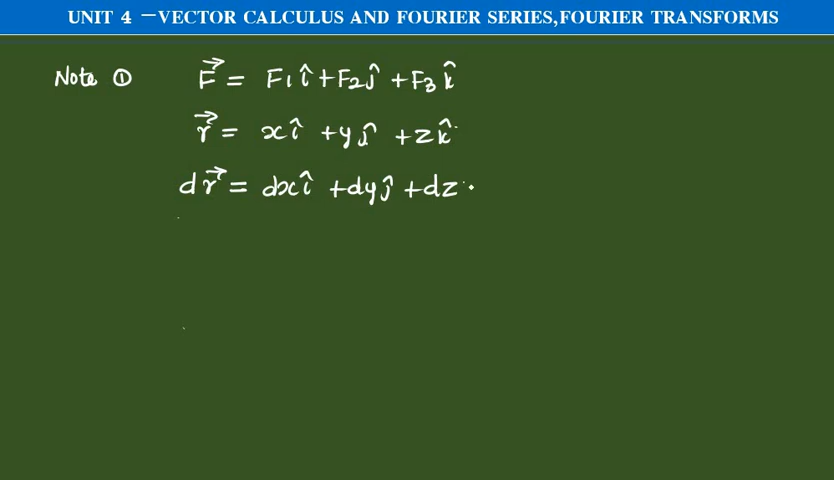 UNIT 4 —VECTOR CALCULUS AND FOURIER SERIES,FOURIER TRANSFORMS
Note ① F⃗ = F₁î + F₂ĵ + F₃k̂
r⃗ = xî + yĵ + zk̂
dr⃗ = dxî + dyĵ + dz